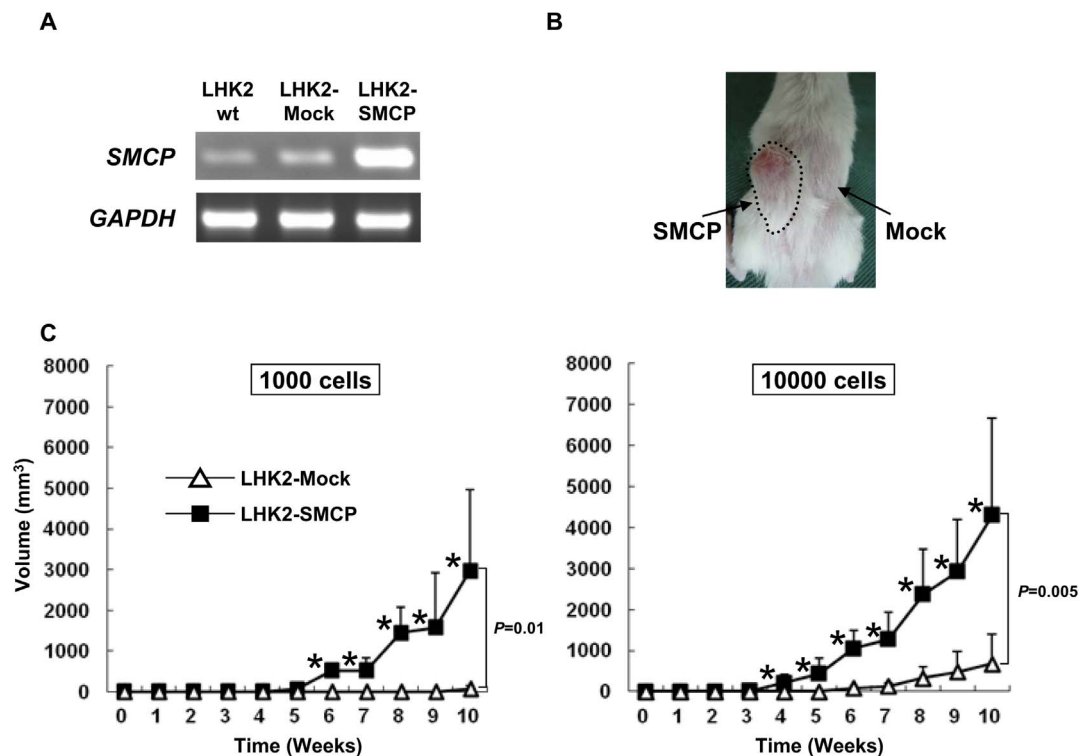 A
B
LHK2 wt
LHK2-Mock
LHK2-SMCP
SMCP
GAPDH
SMCP
Mock
C
1000 cells
8000
7000
6000
5000
4000
3000
2000
1000
0
Volume (mm³)
LHK2-Mock
LHK2-SMCP
* * * * *
P=0.01
0 1 2 3 4 5 6 7 8 9 10
Time (Weeks)
10000 cells
8000
7000
6000
5000
4000
3000
2000
1000
0
* * * * * * *
P=0.005
0 1 2 3 4 5 6 7 8 9 10
Time (Weeks)